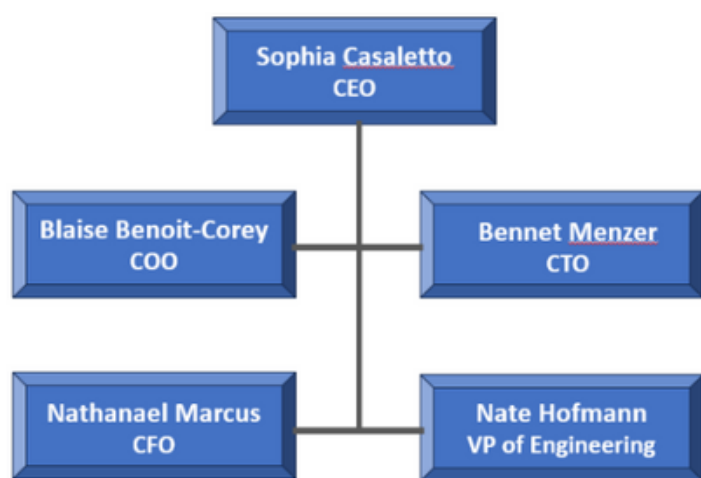 Sophia Casaletto
CEO
Blaise Benoit-Corey
COO
Bennet Menzer
CTO
Nathanael Marcus
CFO
Nate Hofmann
VP of Engineering